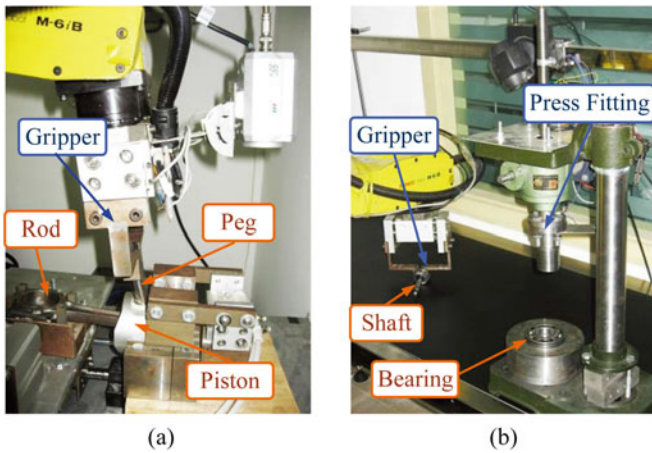 M-6iB
Gripper
Rod
Peg
Piston
(a)
Press Fitting
Gripper
Shaft
Bearing
(b)